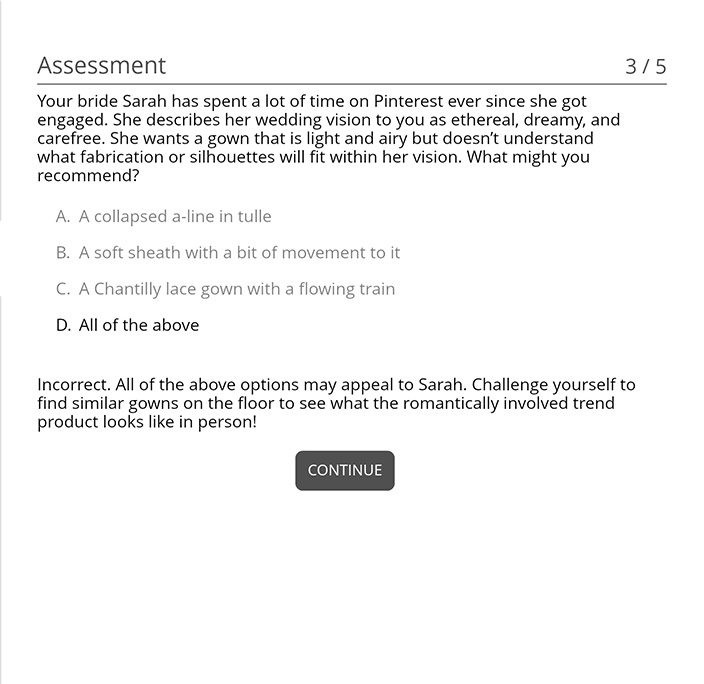 Assessment 3 / 5
Your bride Sarah has spent a lot of time on Pinterest ever since she got
engaged. She describes her wedding vision to you as ethereal, dreamy, and
carefree. She wants a gown that is light and airy but doesn’t understand
what fabrication or silhouettes will fit within her vision. What might you
recommend?
A. A collapsed a-line in tulle
B. A soft sheath with a bit of movement to it
C. A Chantilly lace gown with a flowing train
D. All of the above
Incorrect. All of the above options may appeal to Sarah. Challenge yourself to
find similar gowns on the floor to see what the romantically involved trend
product looks like in person!
CONTINUE